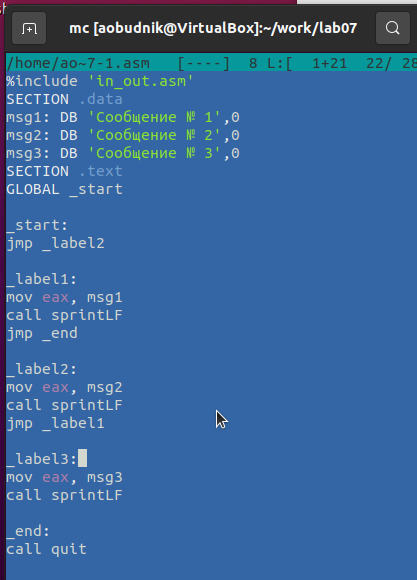 mc [aobudnik@VirtualBox]:~/work/lab07
/home/ao~7-1.asm [----] 8 L:[ 1+21 22/ 28
%include 'in_out.asm'
SECTION .data
msg1: DB 'Сообщение № 1',0
msg2: DB 'Сообщение № 2',0
msg3: DB 'Сообщение № 3',0
SECTION .text
GLOBAL _start
_start:
jmp _label2
_label1:
mov eax, msg1
call sprintLF
jmp _end
_label2:
mov eax, msg2
call sprintLF
jmp _label1
_label3:
mov eax, msg3
call sprintLF
_end:
call quit